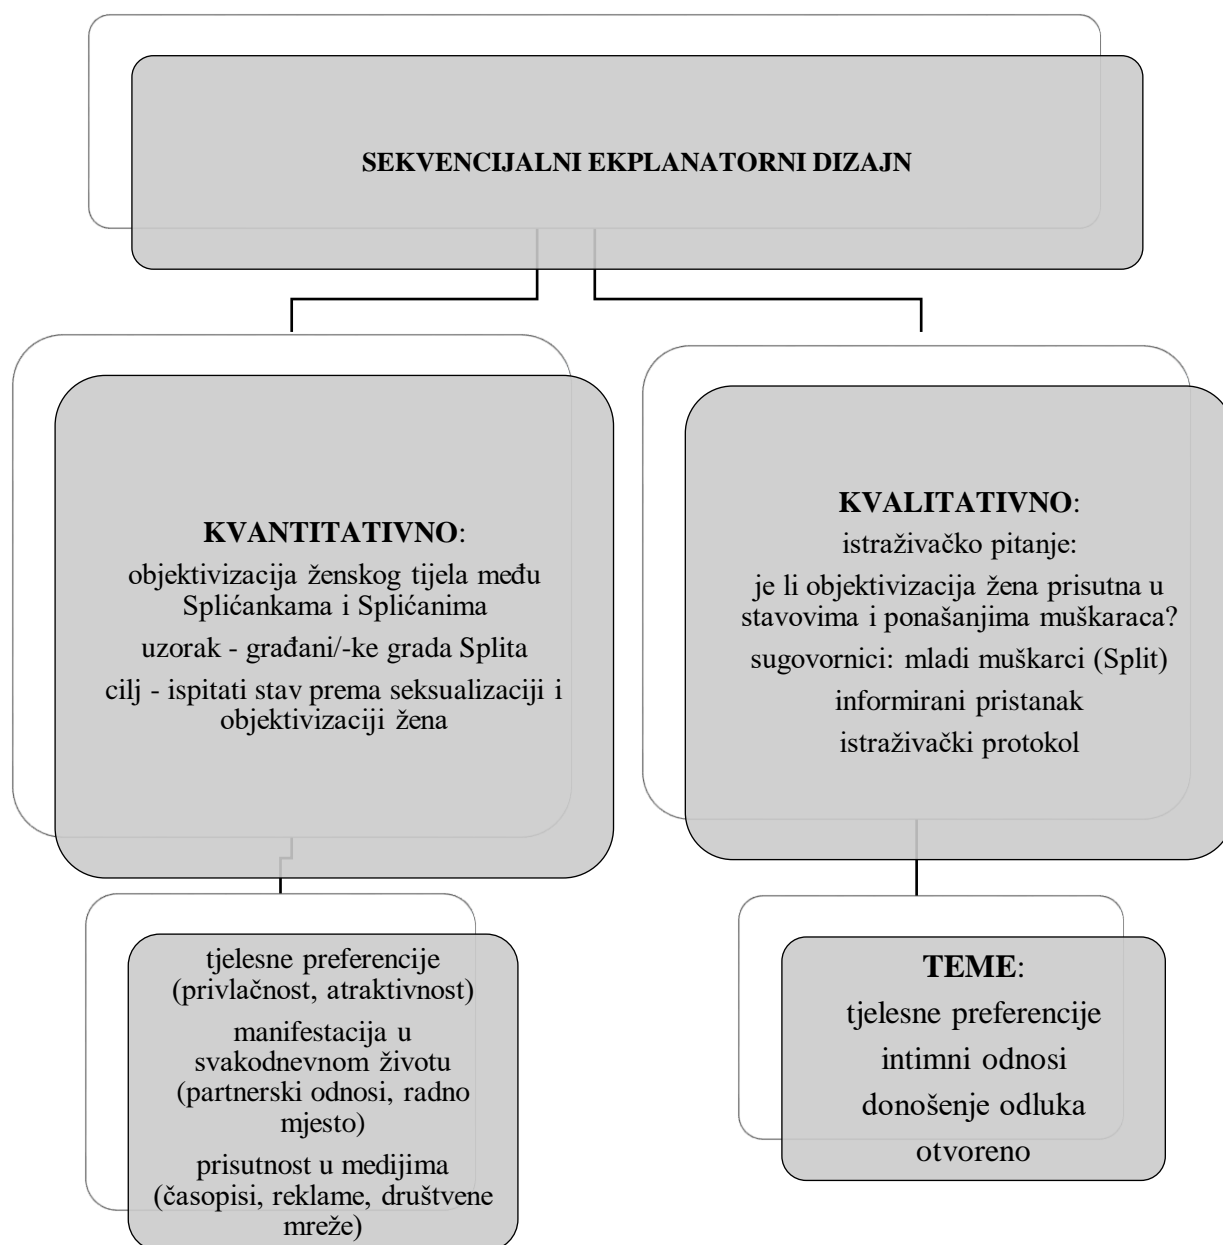 SEKVENCIJALNI EKPLANATORNI DIZAJN
KVANTITATIVNO:
objektivizacija ženskog tijela među
Splićankama i Splićanima
uzorak - građani/-ke grada Splita
cilj - ispitati stav prema seksualizaciji i
objektivizaciji žena
KVALITATIVNO:
istraživačko pitanje:
je li objektivizacija žena prisutna u
stavovima i ponašanjima muškaraca?
sugovornici: mladi muškarci (Split)
informirani pristanak
istraživački protokol
tjelesne preferencije
(privlačnost, atraktivnost)
manifestacija u
svakodnevnom životu
(partnerski odnosi, radno
mjesto)
prisutnost u medijima
(časopisi, reklame, društvene
mreže)
TEME:
tjelesne preferencije
intimni odnosi
donošenje odluka
otvoreno